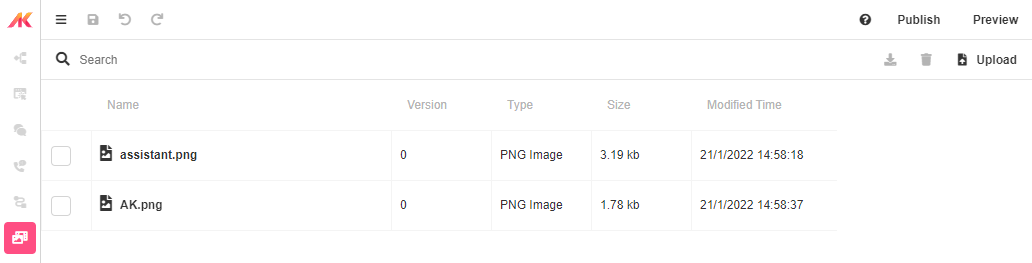 AK
Publish Preview
Search Upload
Name Version Type Size Modified Time
assistant.png 0 PNG Image 3.19 kb 21/1/2022 14:58:18
AK.png 0 PNG Image 1.78 kb 21/1/2022 14:58:37